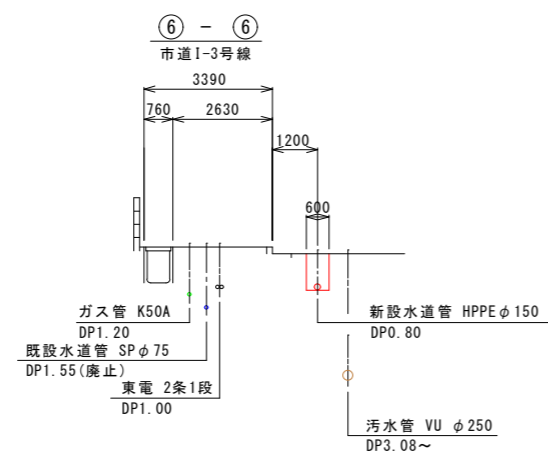 ⑥ - ⑥
市道I-3号線
3390
760
2630
1200
600
ガス管 K50A
DP1.20
既設水道管 SPφ75
DP1.55(廃止)
東電 2条1段
DP1.00
新設水道管 HPPEφ150
DP0.80
汚水管 VU φ250
DP3.08～